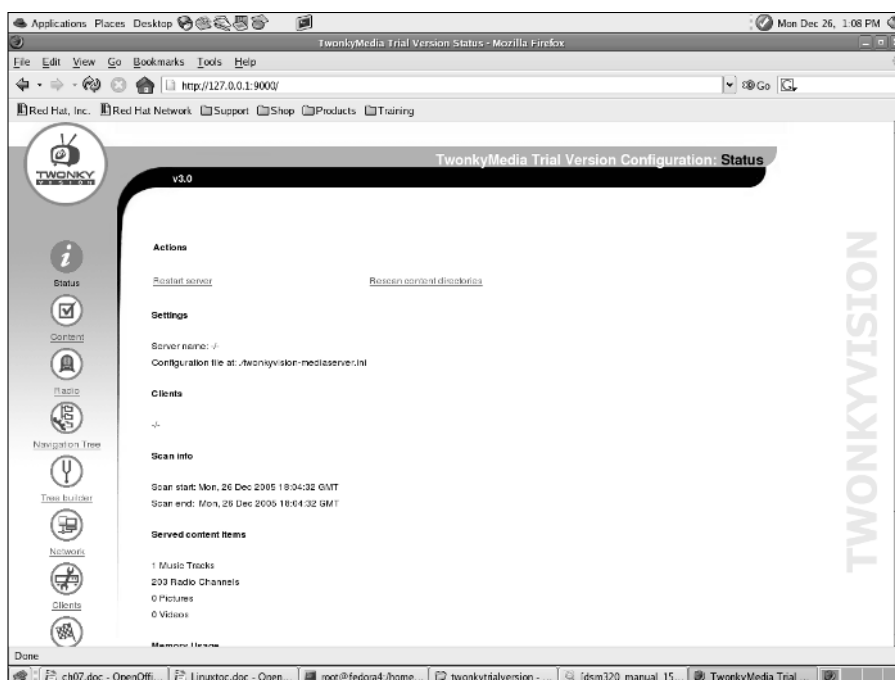 Applications Places Desktop Mon Dec 26, 1:08 PM
TwonkyMedia Trial Version Status - Mozilla Firefox
File Edit View Go Bookmarks Tools Help
http://127.0.0.1:9000/ Go
Red Hat, Inc. Red Hat Network Support Shop Products Training
TWONKY
VISION
TwonkyMedia Trial Version Configuration: Status
v3.0
Actions
Restart server Rescan content directories
Settings
Server name: -/-
Configuration file at: ./twonkyvision-mediaserver.ini
Clients
-/-
Scan info
Scan start: Mon, 26 Dec 2005 18:04:32 GMT
Scan end: Mon, 26 Dec 2005 18:04:32 GMT
Served content items
1 Music Tracks
203 Radio Channels
0 Pictures
0 Videos
Memory Usage
Status
Content
Radio
Navigation Tree
Tree builder
Network
Clients
TWONKYVISION
Done
ch07.doc - OpenOffi... Linuxtoc.doc - Open... root@fedora4:/home... twonkytrialversion - ... [dsm320_manual_15... TwonkyMedia Trial ...